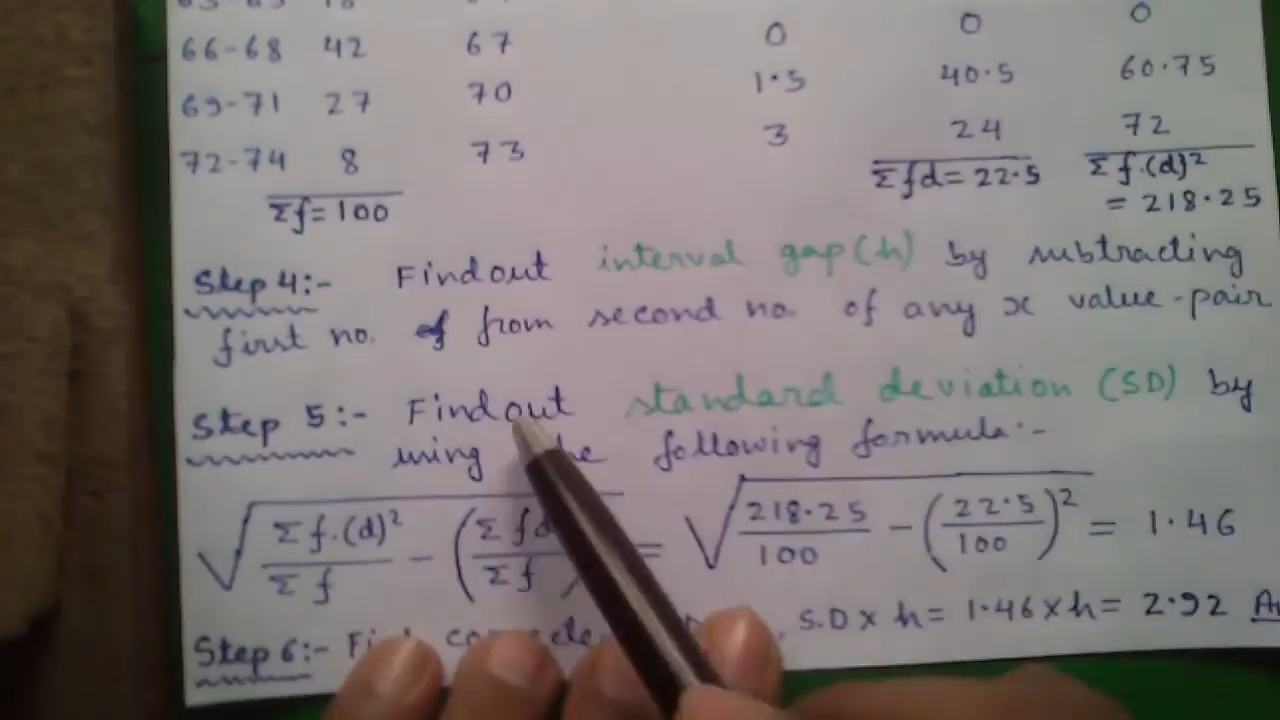 0 0 0
66-68 42 67
1.5 40.5 60.75
69-71 27 70
3 24 72
72-74 8 73
Σfd = 22.5 Σf.(d)²
= 218.25
Σf = 100
Step 4:- Findout interval gap(h) by subtracting
first no. of from second no. of any x value-pair
Step 5:- Findout standard deviation (SD) by
using the following formula:-
√ Σf.(d)²/Σf - (Σfd/Σf) = √ 218.25/100 - (22.5/100)² = 1.46
Step 6:- S.D x h = 1.46 x h = 2.92